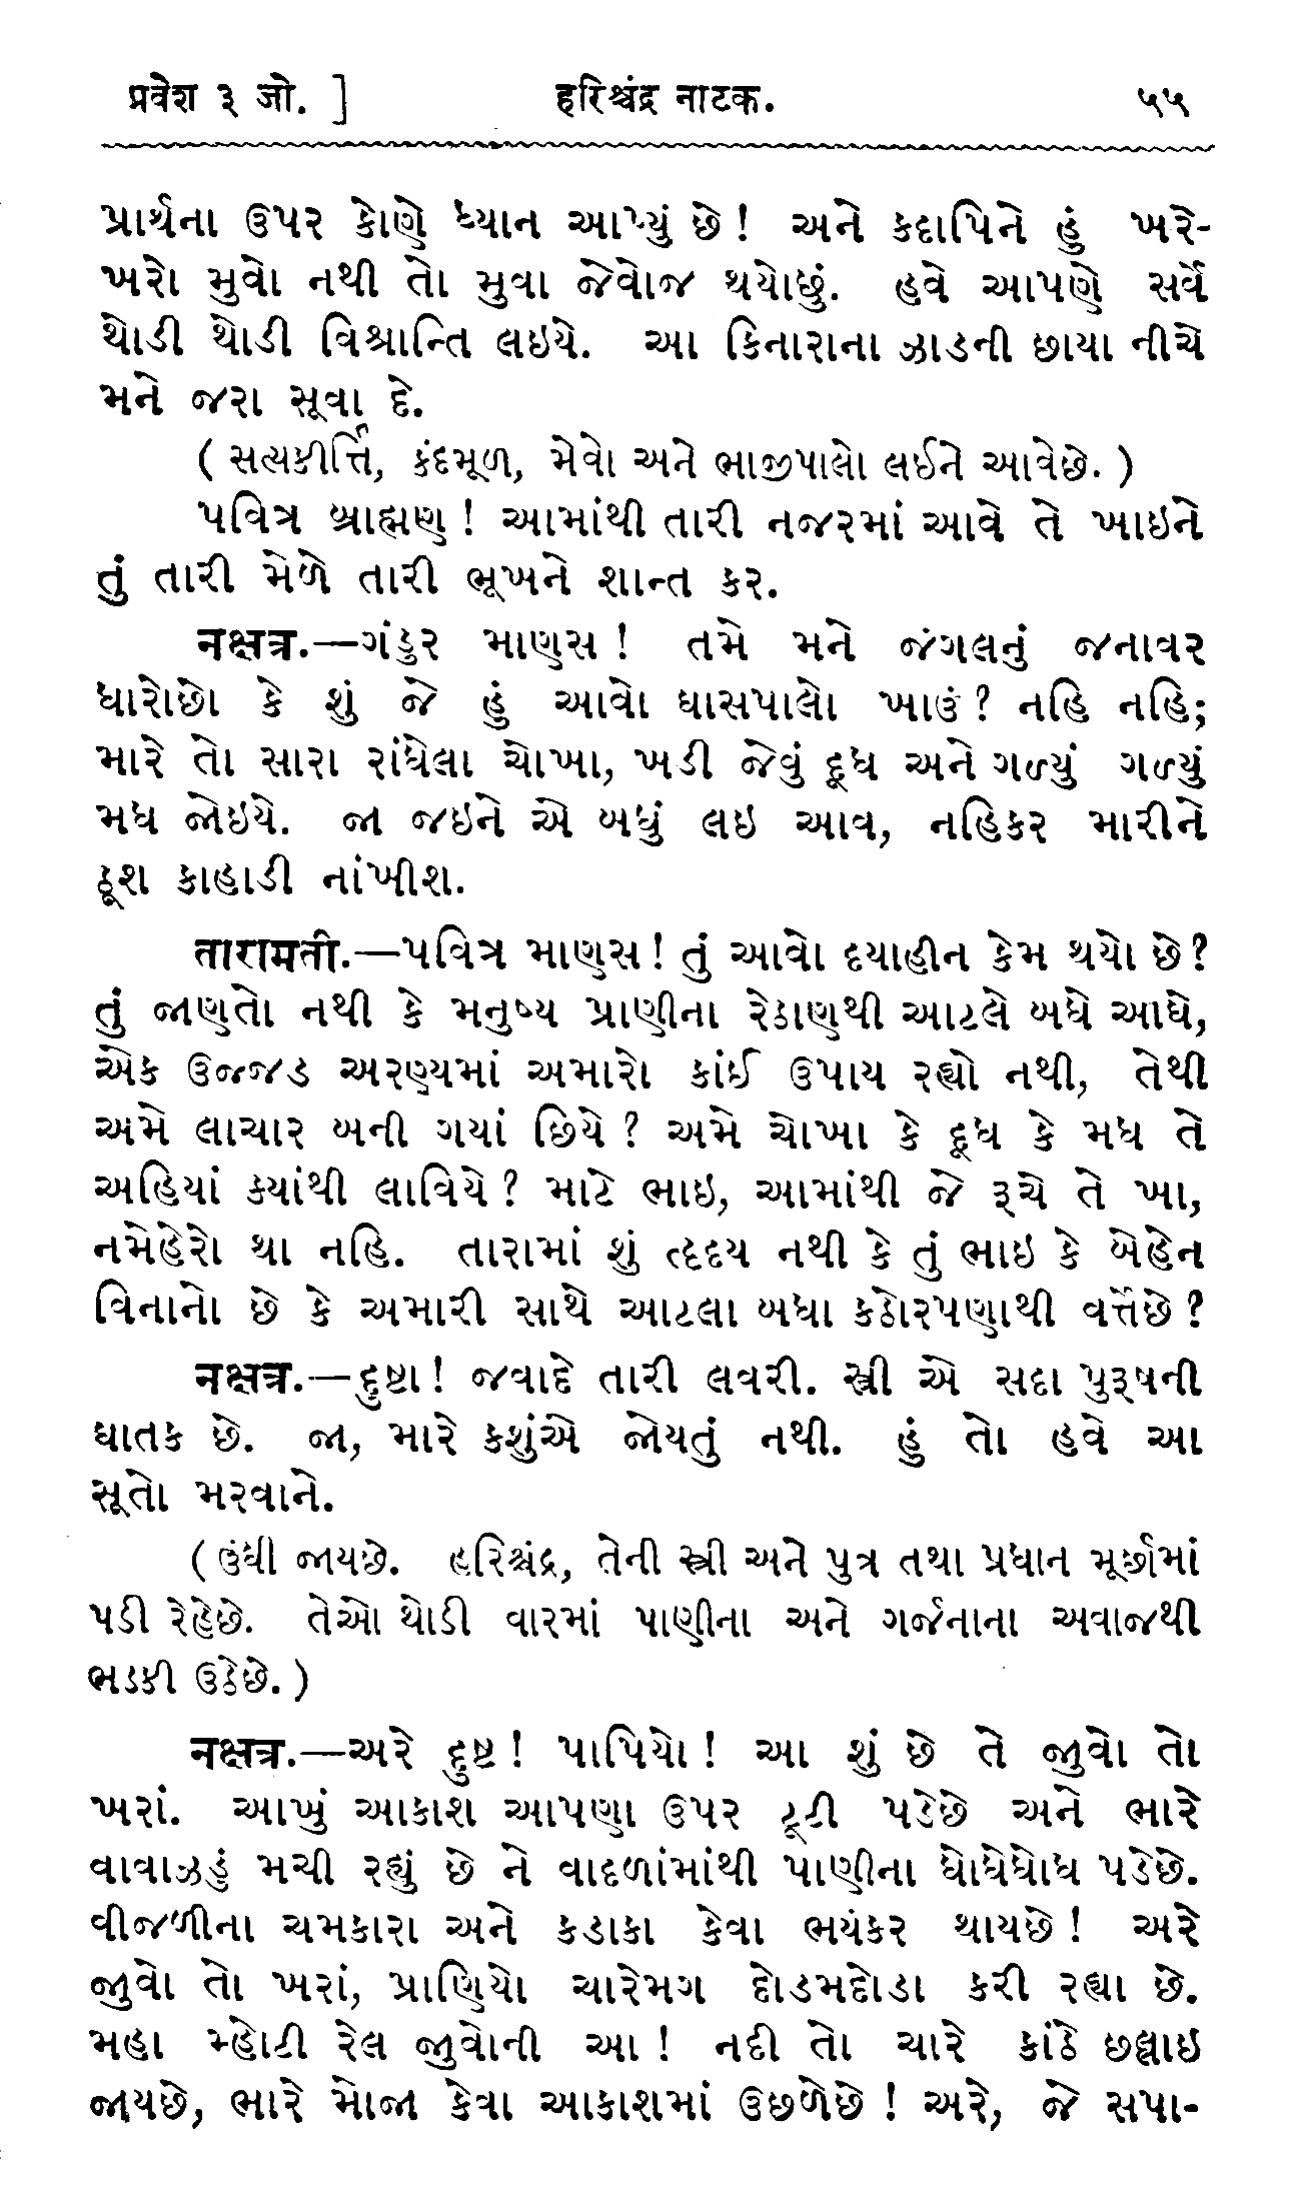 प्रवेश ३ जो. ]	हरिश्चंद्र नाटक.	૫૫
પ્રાર્થના ઉપર કોણે ધ્યાન આપ્યું છે! અને કદાપિને હું ખરે-
ખરો મુવો નથી તો મુવા જેવોજ થયોછું. હવે આપણે સર્વે
થોડી થોડી વિશ્રાન્તિ લઇયે. આ કિનારાના ઝાડની છાયા નીચે
મને જરા સૂવા દે.
( સત્યકીર્ત્તિ, કંદમૂળ, મેવો અને ભાજીપાલો લઈને આવેછે. )
પવિત્ર બ્રાહ્મણ! આમાંથી તારી નજરમાં આવે તે ખાઇને
તું તારી મેળે તારી ભૂખને શાન્ત કર.
नक्षत्र.—ગંડુર માણસ! તમે મને જંગલનું જનાવર
ધારોછો કે શું જે હું આવો ઘાસપાલો ખાઉં? નહિ નહિ;
મારે તો સારા રાંધેલા ચોખા, ખડી જેવું દૂધ અને ગળ્યું ગળ્યું
મધ જોઇયે. જા જઇને એ બધું લઇ આવ, નહિકર મારીને
ઠૂશ કાહાડી નાંખીશ.
तारामती.—પવિત્ર માણસ! તું આવો દયાહીન કેમ થયો છે?
તું જાણતો નથી કે મનુષ્ય પ્રાણીના રેઠાણથી આટલે બધે આઘે,
એક ઉજ્જડ અરણ્યમાં અમારો કાંઈ ઉપાય રહ્યો નથી, તેથી
અમે લાચાર બની ગયાં છિયે? અમે ચોખા કે દૂધ કે મધ તે
અહિયાં ક્યાંથી લાવિયે? માટે ભાઇ, આમાંથી જે રૂચે તે ખા,
નમેહેરો થા નહિ. તારામાં શું ત્દૃદય નથી કે તું ભાઇ કે બેહેન
વિનાનો છે કે અમારી સાથે આટલા બધા કઠોરપણાથી વર્ત્તેછે?
नक्षत्र.—દુષ્ટા! જવાદે તારી લવરી. સ્ત્રી એ સદા પુરૂષની
ઘાતક છે. જા, મારે કશુંએ જોયતું નથી. હું તો હવે આ
સૂતો મરવાને.
( ઉંઘી જાયછે. હરિશ્ચંદ્ર, તેની સ્ત્રી અને પુત્ર તથા પ્રધાન મૂર્છામાં
પડી રેહેછે. તેઓ થોડી વારમાં પાણીના અને ગર્જનાના અવાજથી
ભડકી ઉઠેછે. )
नक्षत्र.—અરે દુષ્ટ! પાપિયો! આ શું છે તે જુવો તો
ખરાં. આખું આકાશ આપણા ઉપર ટૂટી પડેછે અને ભારે
વાવાઝડું મચી રહ્યું છે ને વાદળાંમાંથી પાણીના ધોધેધોધ પડેછે.
વીજળીના ચમકારા અને કડાકા કેવા ભયંકર થાયછે! અરે
જુવો તો ખરાં, પ્રાણિયો ચારેમગ દોડમદોડા કરી રહ્યા છે.
મહા મ્હોટી રેલ જુવોની આ! નદી તો ચારે કાંઠે છલ્લાઇ
જાયછે, ભારે મોજા કેવા આકાશમાં ઉછળેછે! અરે, જે સપા-